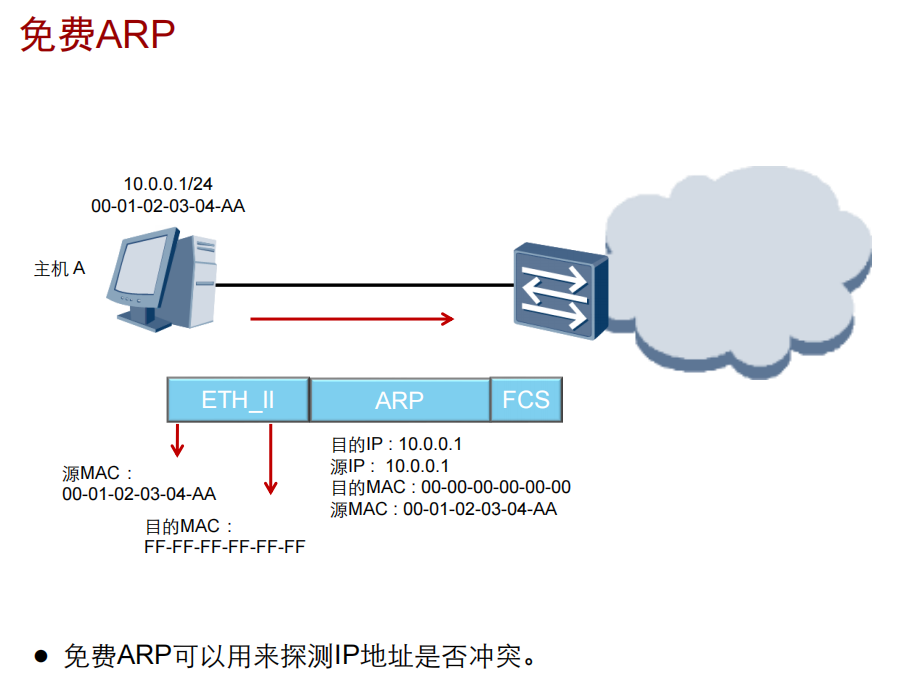 免费ARP
10.0.0.1/24
00-01-02-03-04-AA
主机 A
ETH_II
ARP
FCS
源MAC：
00-01-02-03-04-AA
目的MAC：
FF-FF-FF-FF-FF-FF
目的IP : 10.0.0.1
源IP : 10.0.0.1
目的MAC : 00-00-00-00-00-00
源MAC : 00-01-02-03-04-AA
● 免费ARP可以用来探测IP地址是否冲突。